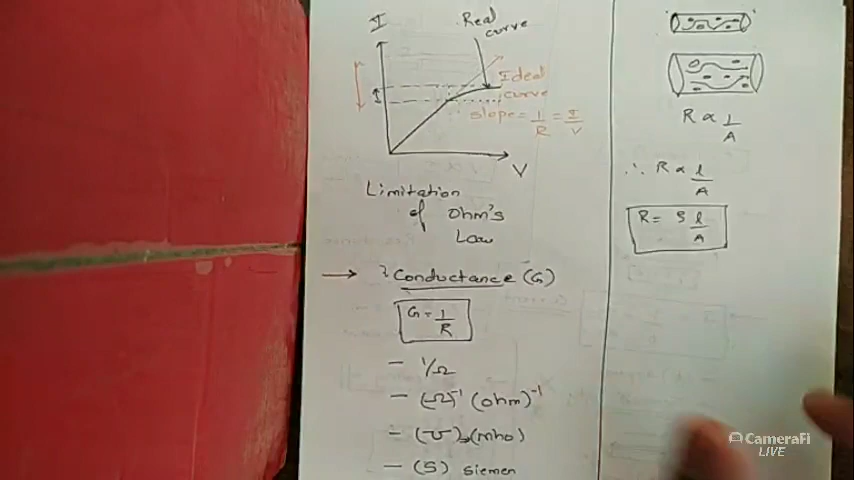 I
Real
curve
I
Ideal
curve
slope = 1/R = I/V
V
Limitation
of Ohm's
Law
→ Conductance (G)
G = 1/R
- 1/Ω
- (Ω)⁻¹ (ohm)⁻¹
- (℧) (mho)
- (S) siemen
R ∝ 1/A
∴ R ∝ l/A
R = ρ l/A
CameraFi
LIVE